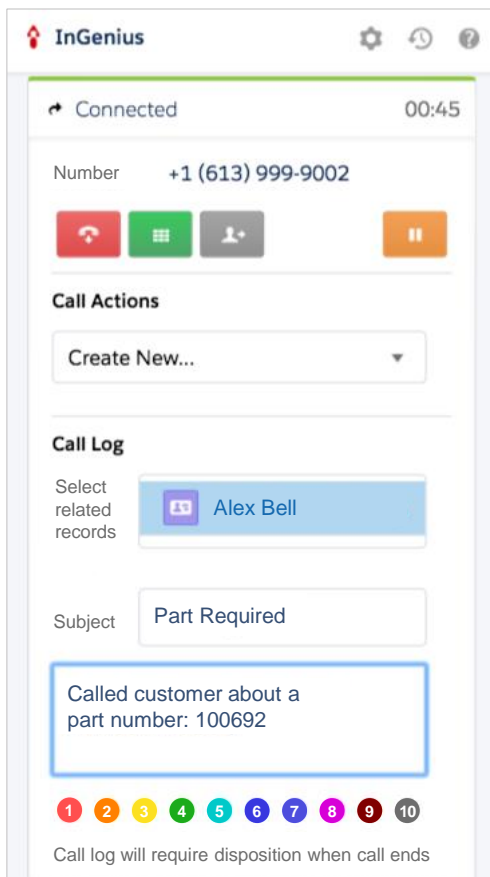 InGenius
Connected 00:45
Number +1 (613) 999-9002
Call Actions
Create New...
Call Log
Select
related
records
Alex Bell
Subject Part Required
Called customer about a
part number: 100692
1 2 3 4 5 6 7 8 9 10
Call log will require disposition when call ends